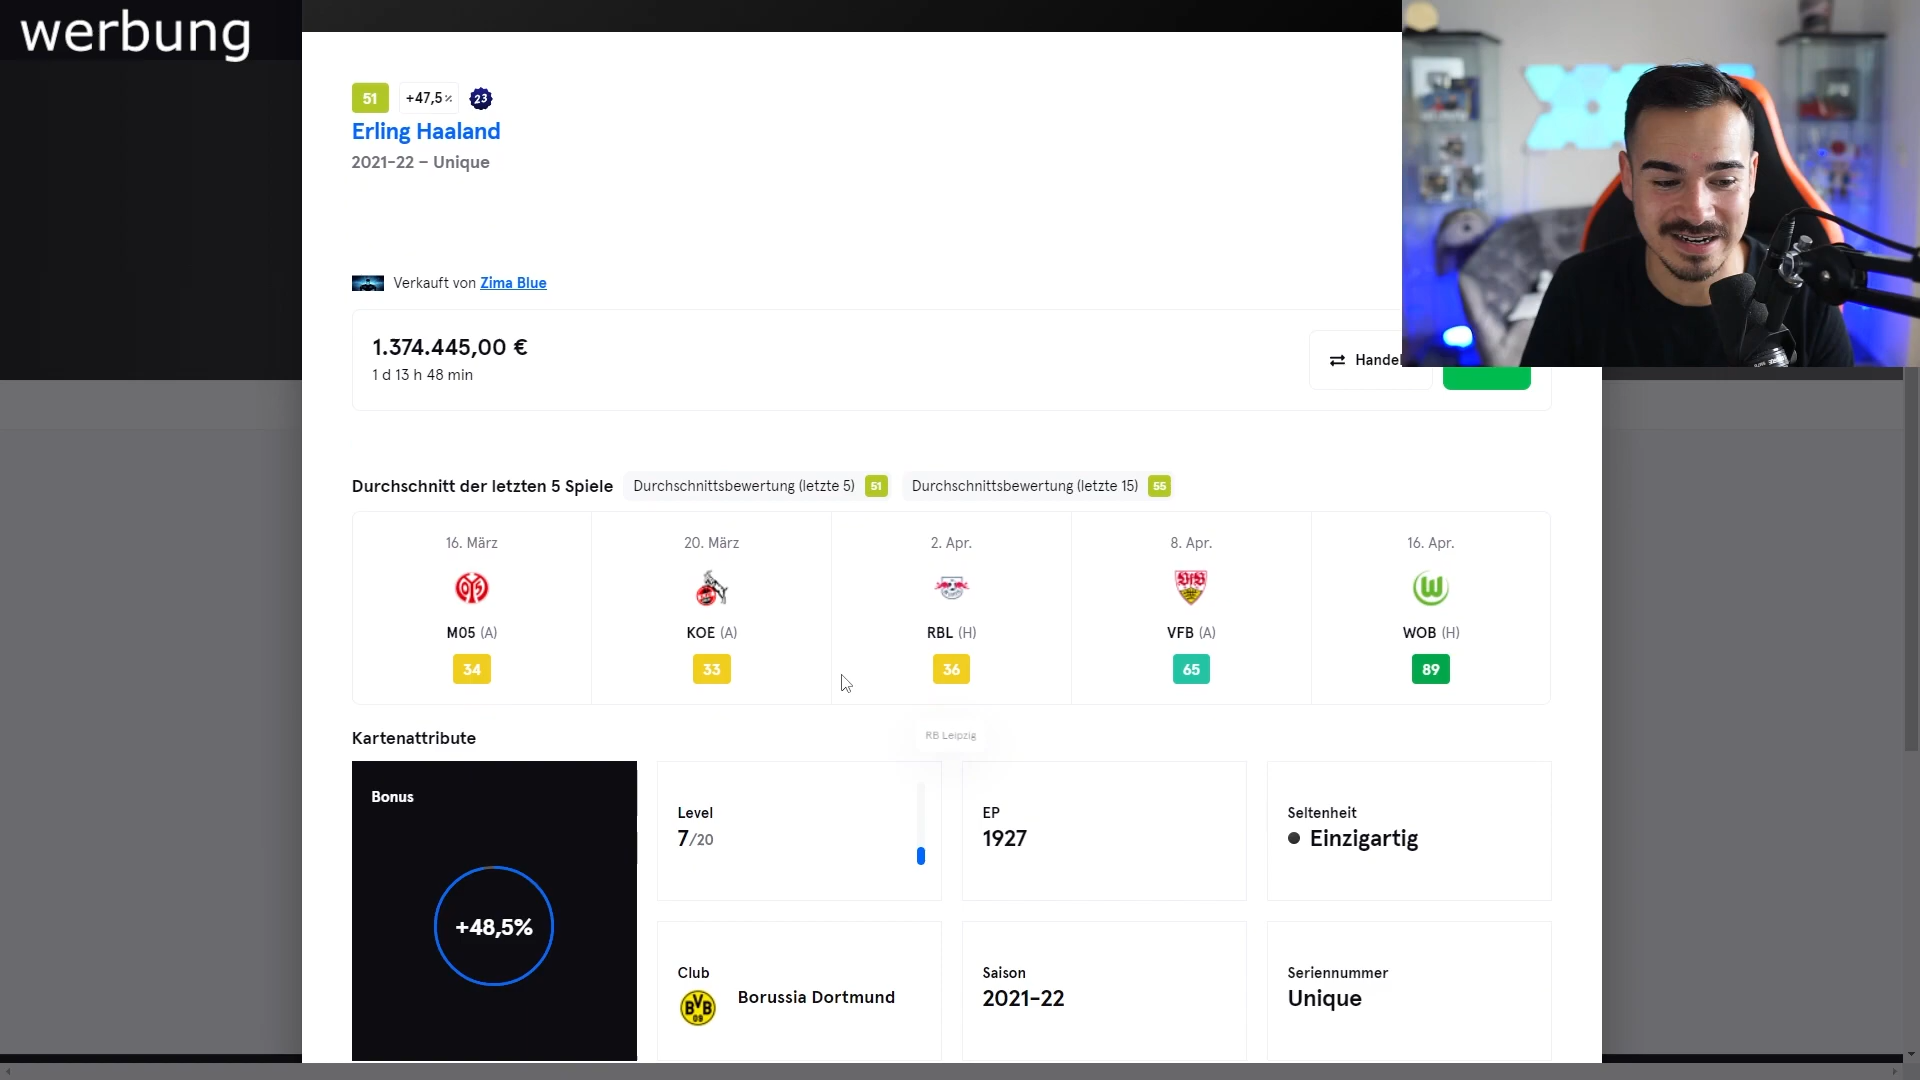 werbung
51 +47,5% 23
Erling Haaland
2021-22 – Unique
Verkauft von Zima Blue
1.374.445,00 €
1 d 13 h 48 min
Handel
Durchschnitt der letzten 5 Spiele Durchschnittsbewertung (letzte 5) 51 Durchschnittsbewertung (letzte 15) 55
16. März 20. März 2. Apr. 8. Apr. 16. Apr.
M05 (A) KOE (A) RBL (H) VFB (A) WOB (H)
34 33 36 65 89
RB Leipzig
Kartenattribute
Bonus
+48,5%
Level
7/20
EP
1927
Seltenheit
Einzigartig
Club
BVB 09
Borussia Dortmund
Saison
2021-22
Seriennummer
Unique